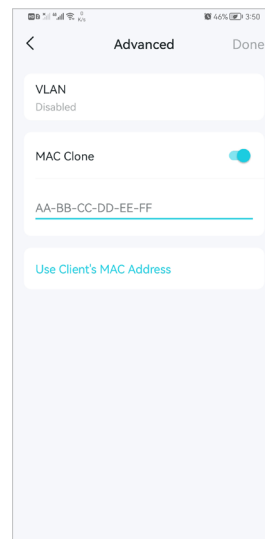 46% 3:50
Advanced
Done
VLAN
Disabled
MAC Clone
AA-BB-CC-DD-EE-FF
Use Client's MAC Address